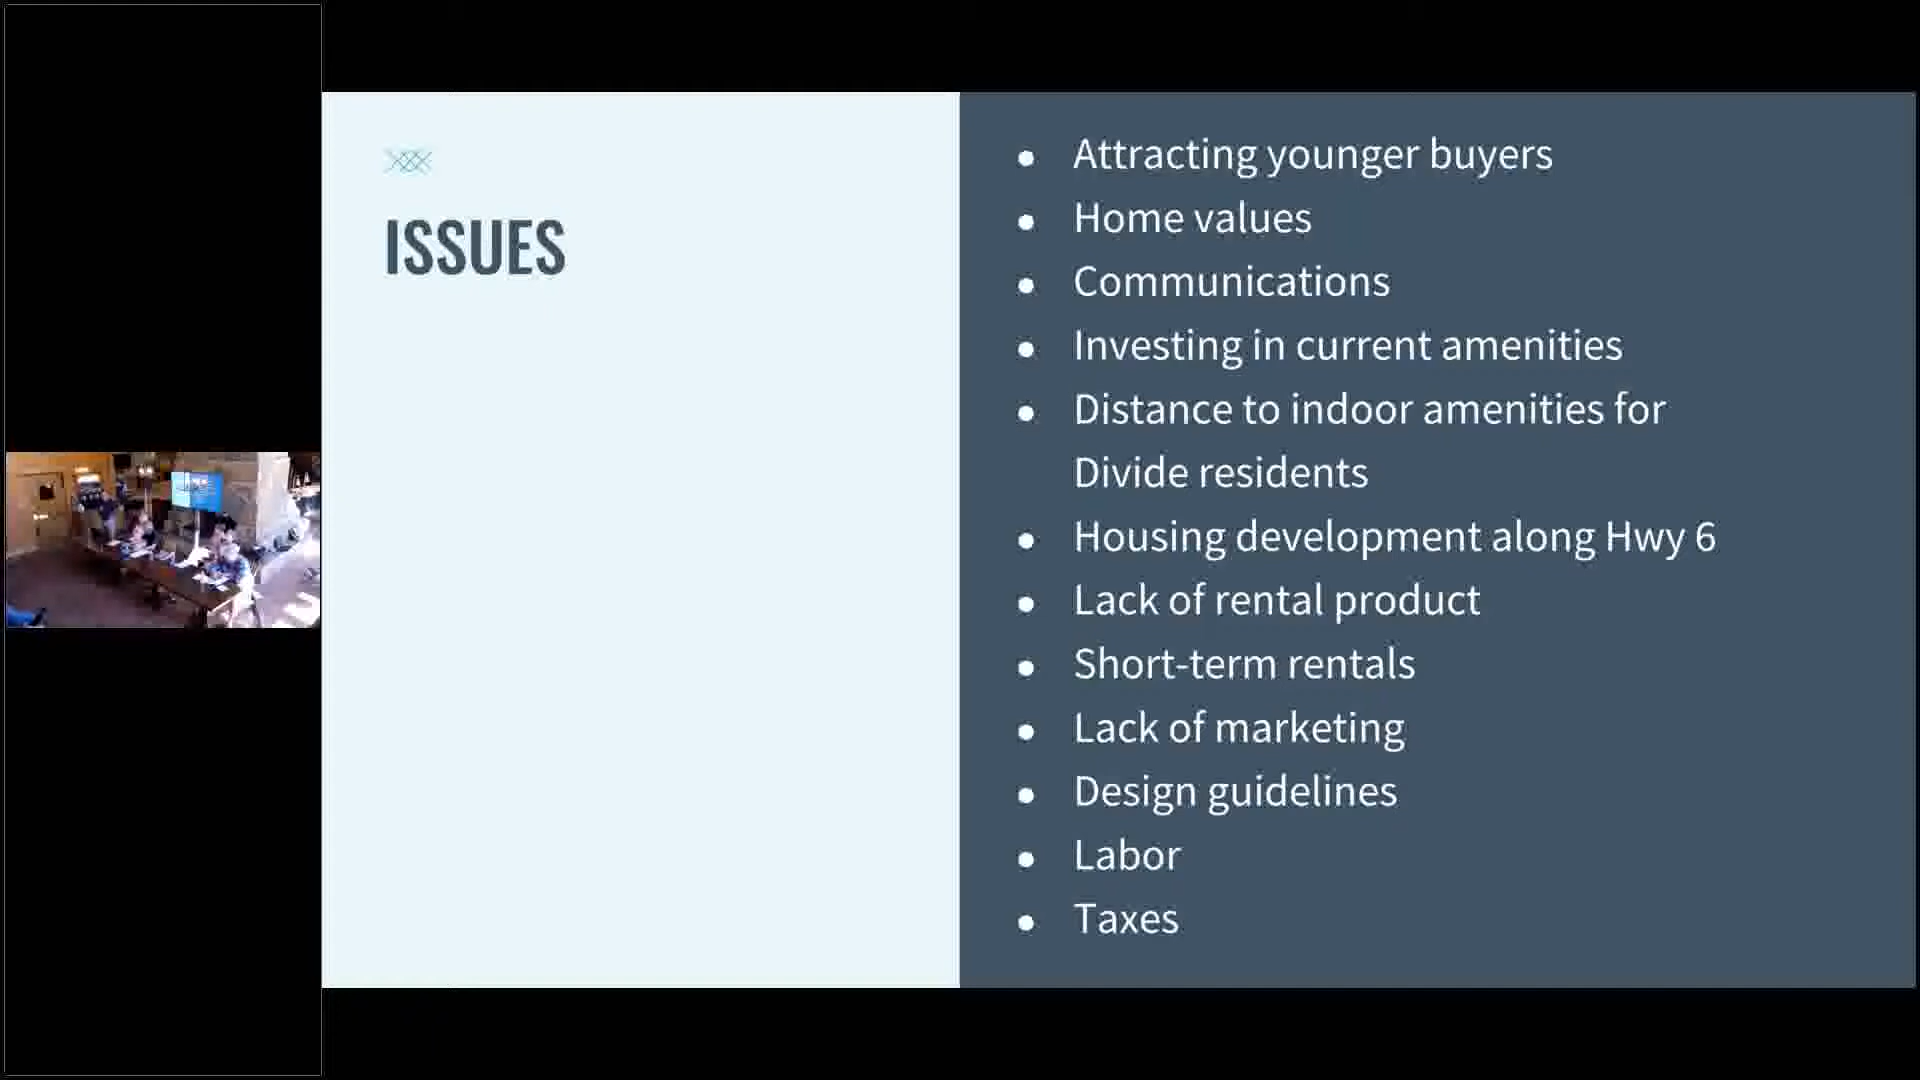 ISSUES
● Attracting younger buyers
● Home values
● Communications
● Investing in current amenities
● Distance to indoor amenities for
Divide residents
● Housing development along Hwy 6
● Lack of rental product
● Short-term rentals
● Lack of marketing
● Design guidelines
● Labor
● Taxes